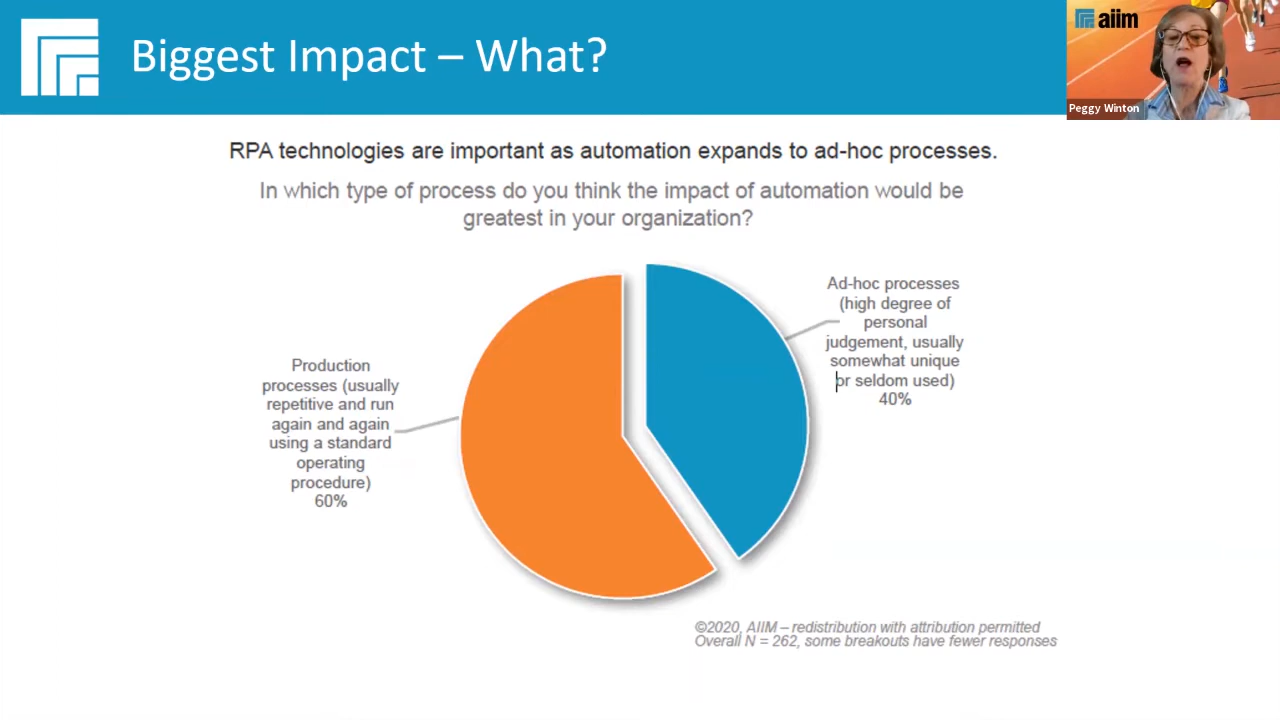 Biggest Impact – What?
aiim
Peggy Winton
RPA technologies are important as automation expands to ad-hoc processes.
In which type of process do you think the impact of automation would be
greatest in your organization?
Ad-hoc processes
(high degree of
personal
judgement, usually
somewhat unique
or seldom used)
40%
Production
processes (usually
repetitive and run
again and again
using a standard
operating
procedure)
60%
©2020, AIIM – redistribution with attribution permitted
Overall N = 262, some breakouts have fewer responses